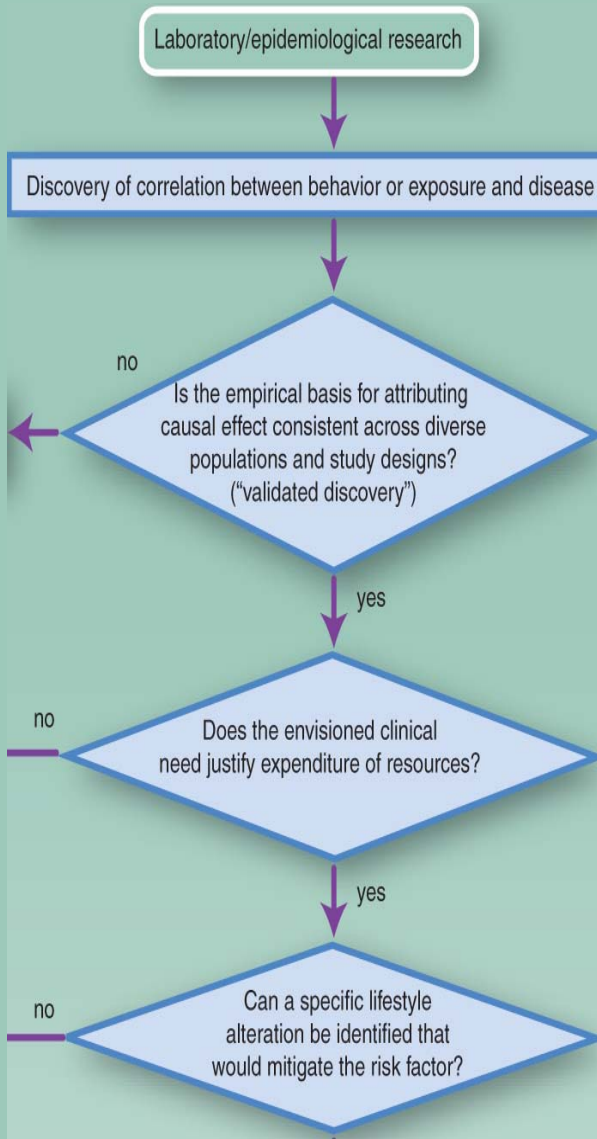 Laboratory/epidemiological research
Discovery of correlation between behavior or exposure and disease
no
Is the empirical basis for attributing
causal effect consistent across diverse
populations and study designs?
(“validated discovery”)
yes
no
Does the envisioned clinical
need justify expenditure of resources?
yes
no
Can a specific lifestyle
alteration be identified that
would mitigate the risk factor?